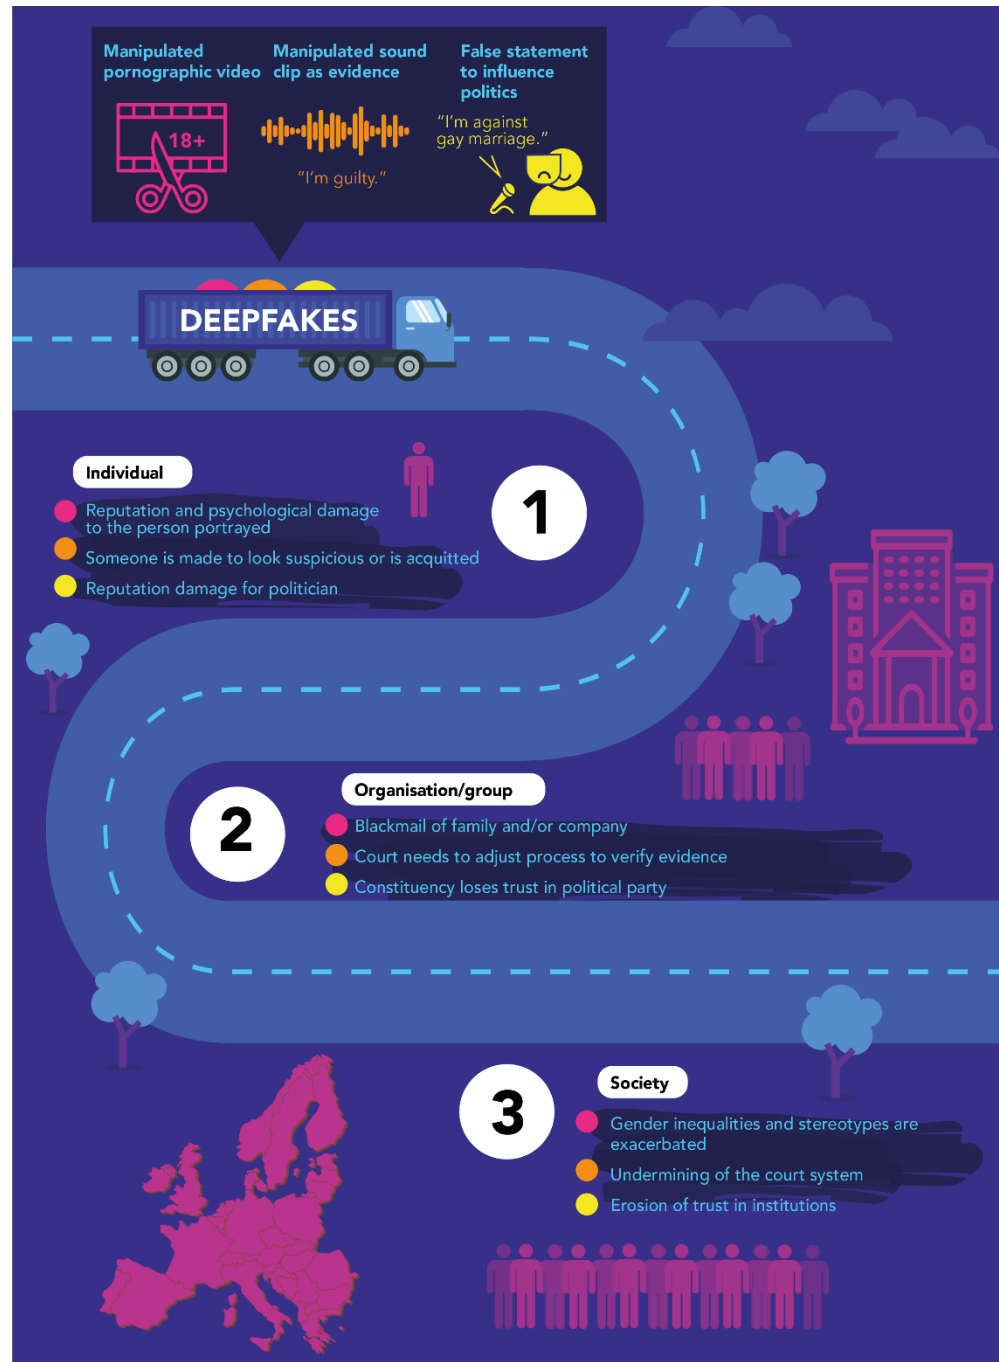 Manipulated
pornographic video
18+
Manipulated sound
clip as evidence
"I'm guilty."
False statement
to influence
politics
"I'm against
gay marriage."
DEEPFAKES
1
Individual
Reputation and psychological damage
to the person portrayed
Someone is made to look suspicious or is acquitted
Reputation damage for politician
2
Organisation/group
Blackmail of family and/or company
Court needs to adjust process to verify evidence
Constituency loses trust in political party
3
Society
Gender inequalities and stereotypes are
exacerbated
Undermining of the court system
Erosion of trust in institutions